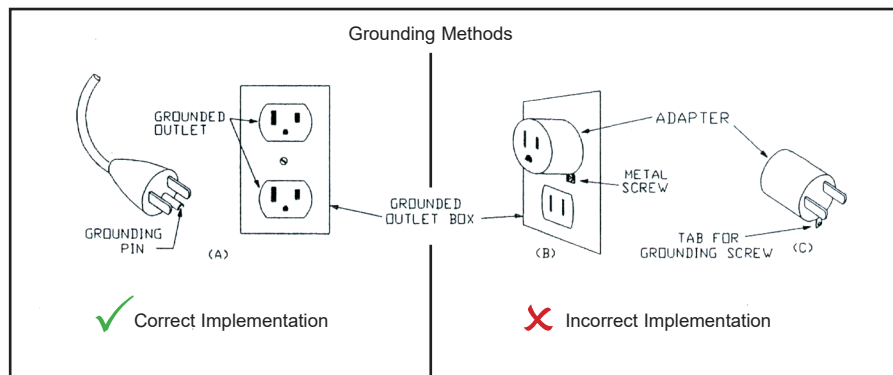 Grounding Methods
GROUNDED
OUTLET
GROUNDING
PIN
(A)
GROUNDED
OUTLET BOX
ADAPTER
METAL
SCREW
(B)
TAB FOR
GROUNDING SCREW
(C)
Correct Implementation
Incorrect Implementation